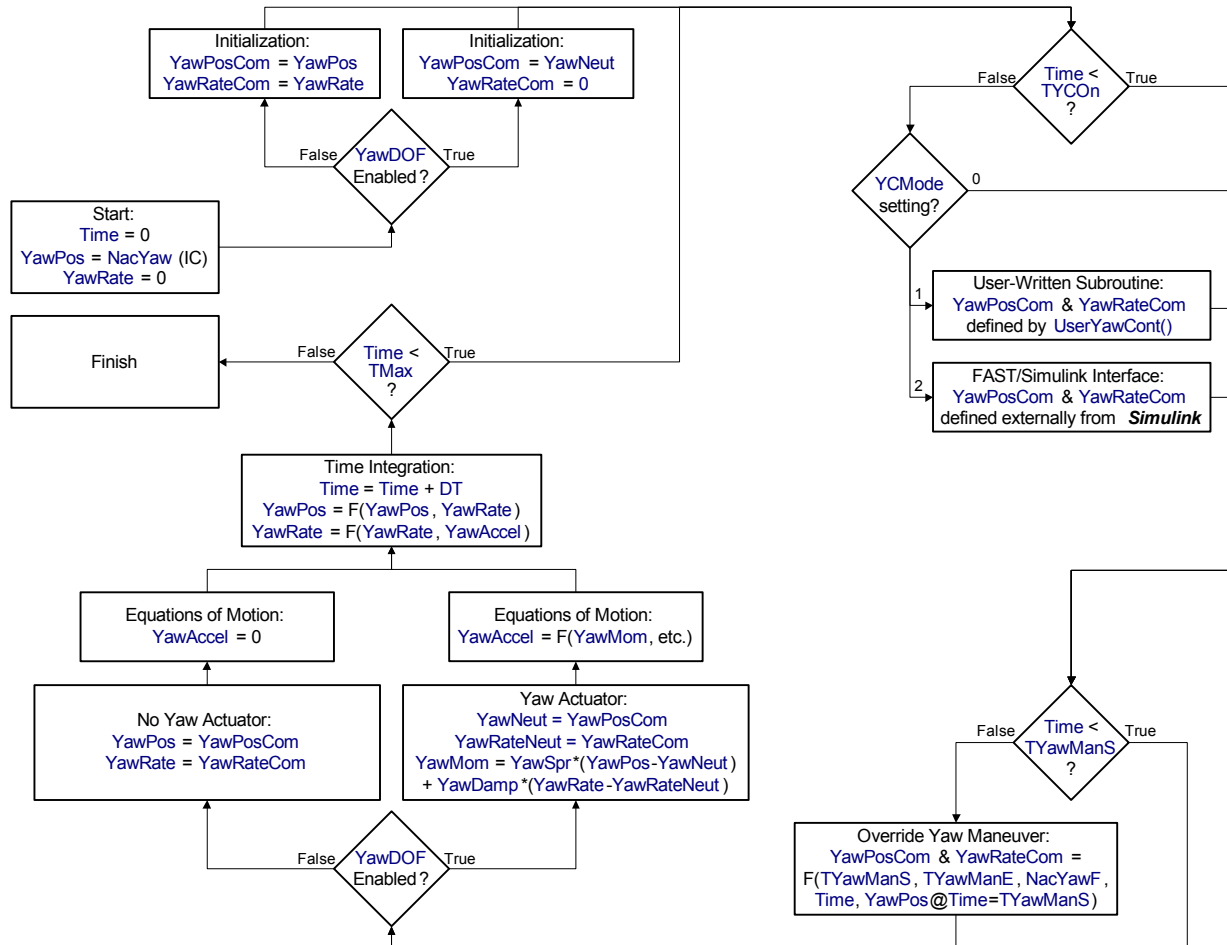 Initialization:
YawPosCom = YawPos
YawRateCom = YawRate
Initialization:
YawPosCom = YawNeut
YawRateCom = 0
False
YawDOF
Enabled?
True
Start:
Time = 0
YawPos = NacYaw (IC)
YawRate = 0
Finish
False
Time <
TMax
?
True
Time Integration:
Time = Time + DT
YawPos = F(YawPos, YawRate)
YawRate = F(YawRate, YawAccel)
Equations of Motion:
YawAccel = 0
Equations of Motion:
YawAccel = F(YawMom, etc.)
No Yaw Actuator:
YawPos = YawPosCom
YawRate = YawRateCom
Yaw Actuator:
YawNeut = YawPosCom
YawRateNeut = YawRateCom
YawMom = YawSpr*(YawPos-YawNeut)
+ YawDamp*(YawRate-YawRateNeut)
False
YawDOF
Enabled?
True
False
Time <
TYCOn
?
True
YCMode
setting?
0
1
User-Written Subroutine:
YawPosCom & YawRateCom
defined by UserYawCont()
2
FAST/Simulink Interface:
YawPosCom & YawRateCom
defined externally from Simulink
False
Time <
TYawManS
?
True
Override Yaw Maneuver:
YawPosCom & YawRateCom =
F(TYawManS, TYawManE, NacYawF,
Time, YawPos@Time=TYawManS)